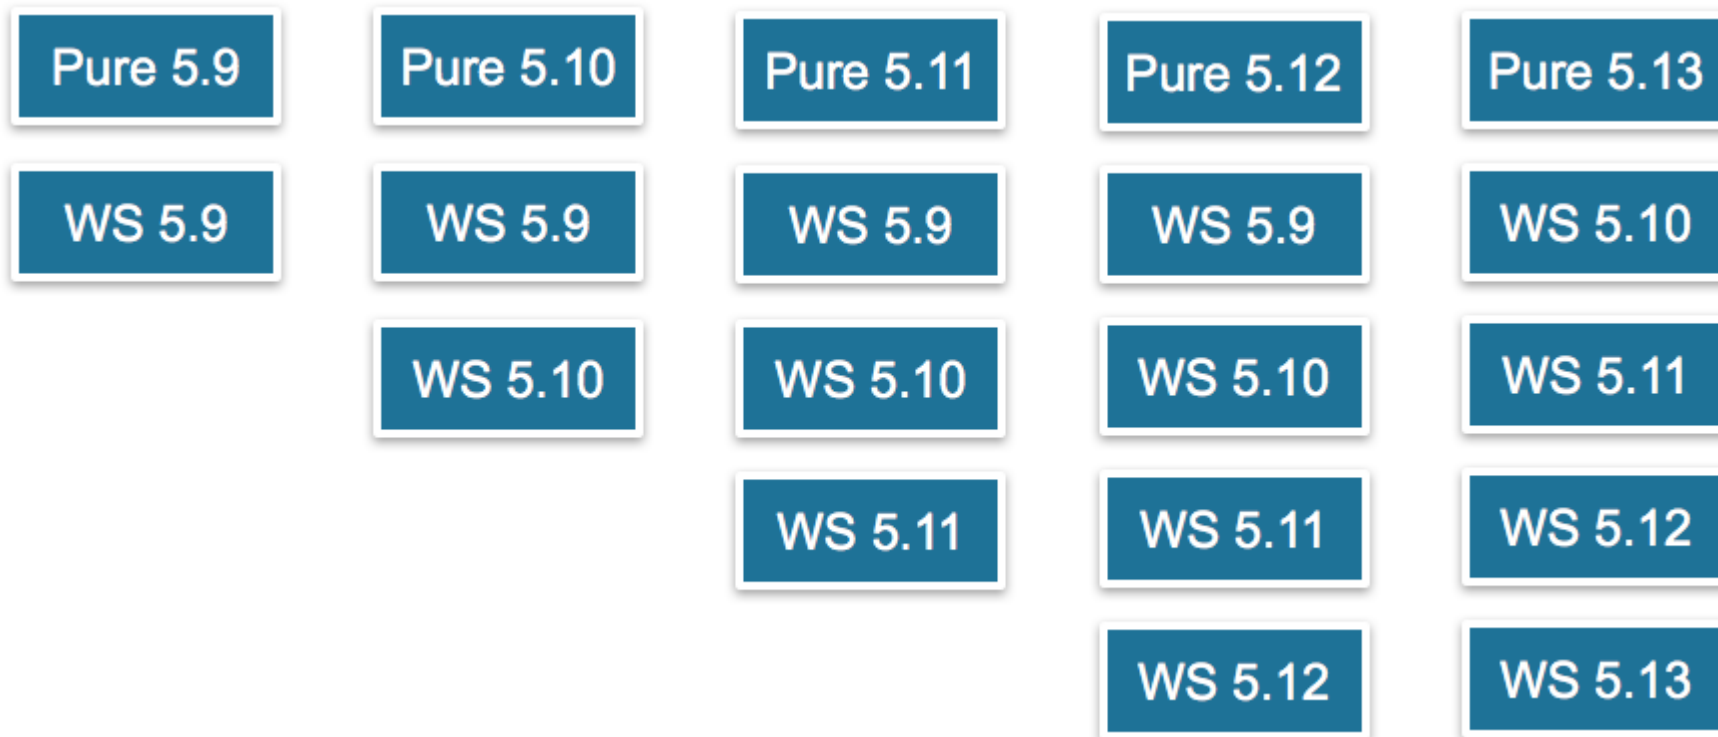 Pure 5.9 Pure 5.10 Pure 5.11 Pure 5.12 Pure 5.13
WS 5.9 WS 5.9 WS 5.9 WS 5.9 WS 5.10
WS 5.10 WS 5.10 WS 5.10 WS 5.11
WS 5.11 WS 5.11 WS 5.12
WS 5.12 WS 5.13